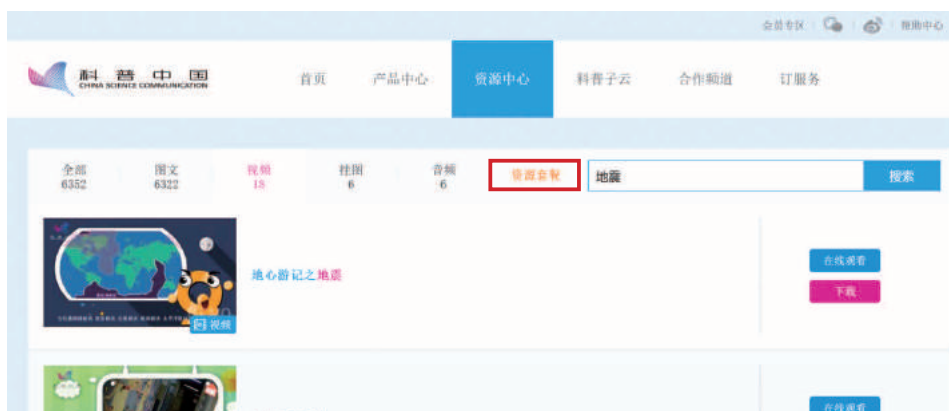 会员专区 帮助中心
科普中国
CHINA SCIENCE COMMUNICATION
首页 产品中心 资源中心 科普子云 合作频道 订服务
全部 图文 视频 挂图 音频 资源套餐 地震 搜索
6352 6322 18 6 6
地心游记之地震
在线观看
下载
视频
在线观看